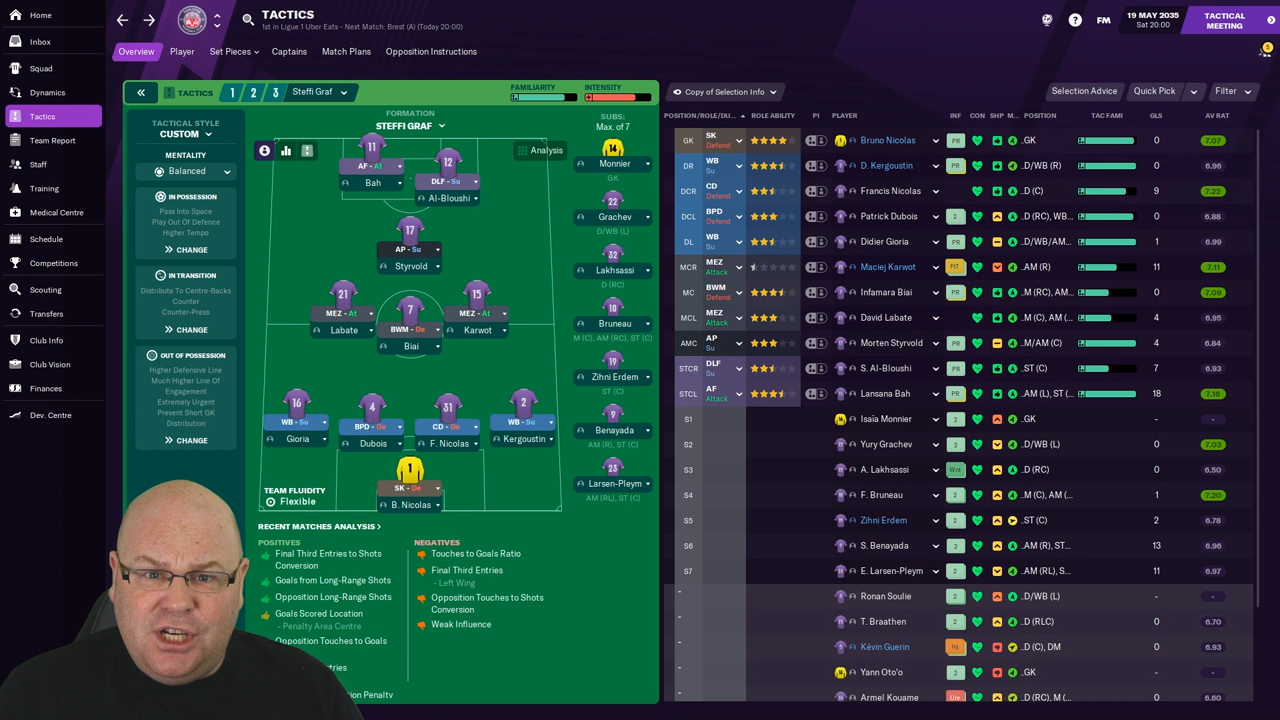 Home
Inbox
Squad
Dynamics
Tactics
Team Report
Staff
Training
Medical Centre
Schedule
Competitions
Scouting
Transfers
Club Info
Club Vision
Finances
Dev. Centre
TACTICS
1st in Ligue 1 Uber Eats - Next Match: Brest (A) (Today 20:00)
FM
19 MAY 2035
Sat 20:00
TACTICAL MEETING
6
Overview
Player
Set Pieces
Captains
Match Plans
Opposition Instructions
TACTICS
1
2
3
Steffi Graf
FAMILIARITY
INTENSITY
TACTICAL STYLE
CUSTOM
MENTALITY
Balanced
IN POSSESSION
Pass Into Space
Play Out Of Defence
Higher Tempo
CHANGE
IN TRANSITION
Distribute To Centre-Backs
Counter
Counter-Press
CHANGE
OUT OF POSSESSION
Higher Defensive Line
Much Higher Line Of
Engagement
Extremely Urgent
Prevent Short GK
Distribution
CHANGE
FORMATION
STEFFI GRAF
Analysis
11
AF - At
Bah
12
DLF - Su
Al-Bloushi
17
AP - Su
Styrvold
21
MEZ - At
Labate
7
BWM - De
Biai
15
MEZ - At
Karwot
16
WB - Su
Gioria
4
BPD - De
Dubois
31
CD - De
F. Nicolas
2
WB - Su
Kergoustin
1
SK - De
B. Nicolas
TEAM FLUIDITY
Flexible
SUBS:
Max. of 7
14
Monnier
GK
22
Grachev
D/WB (L)
32
Lakhsassi
D (RC)
10
Bruneau
M (C), AM (RC), ST (C)
19
Zihni Erdem
ST (C)
9
Benayada
AM (R), ST (C)
23
Larsen-Pleym
AM (RL), ST (C)
RECENT MATCHES ANALYSIS
POSITIVES
Final Third Entries to Shots
Conversion
Goals from Long-Range Shots
Opposition Long-Range Shots
Goals Scored Location
- Penalty Area Centre
Opposition Touches to Goals
NEGATIVES
Touches to Goals Ratio
Final Third Entries
- Left Wing
Opposition Touches to Shots
Conversion
Weak Influence
Copy of Selection Info
Selection Advice
Quick Pick
Filter
POSITION/ROLE/DU... ROLE ABILITY PI PLAYER INF CON SHP M... POSITION TAC FAMI GLS AV RAT
GK SK Defend Bruno Nicolas PR ..GK 0 7.07
DR WB Su D. Kergoustin PR ..D/WB (R) 0 6.96
DCR CD Defend Francis Nicolas ..D (C) 9 7.22
DCL BPD Defend Patrick Dubois 2 ..D (RC), WB... 0 6.88
DL WB Su Didier Gioria PR ..D/WB/AM... 1 6.99
MCR MEZ Attack Maciej Karwot ..AM (R) 11 7.11
MC BWM Defend Infamara Biai PR ..M (RC), AM... 0 7.09
MCL MEZ Attack David Labate ..M (C), AM (... 4 6.95
AMC AP Su Morten Styrvold PR ..M/AM (C) 4 6.84
STCR DLF Su S. Al-Bloushi PR ..ST (C) 7 6.93
STCL AF Attack Lansana Bah PR ..AM (L), ST (... 18 7.16
S1 Isaïa Monnier 2 ..GK - -
S2 Yury Grachev 2 ..D/WB (L) 0 7.03
S3 A. Lakhsassi Wnt ..D (RC) 0 6.50
S4 F. Bruneau 2 ..M (C), AM (... 1 7.20
S5 Zihni Erdem 2 ..ST (C) 2 6.78
S6 S. Benayada 2 ..AM (R), ST... 13 6.96
S7 E. Larsen-Pleym 2 ..AM (RL), S... 11 6.97
- Ronan Soulie 2 ..D/WB (L) - -
- T. Braathen 2 ..D (RLC) 0 6.70
- Kévin Guerin Inj ..D (C), DM 0 6.93
- Yann Oto'o 2 ..GK - -
- Armel Kouame ..D (RC), M (... 0 6.60